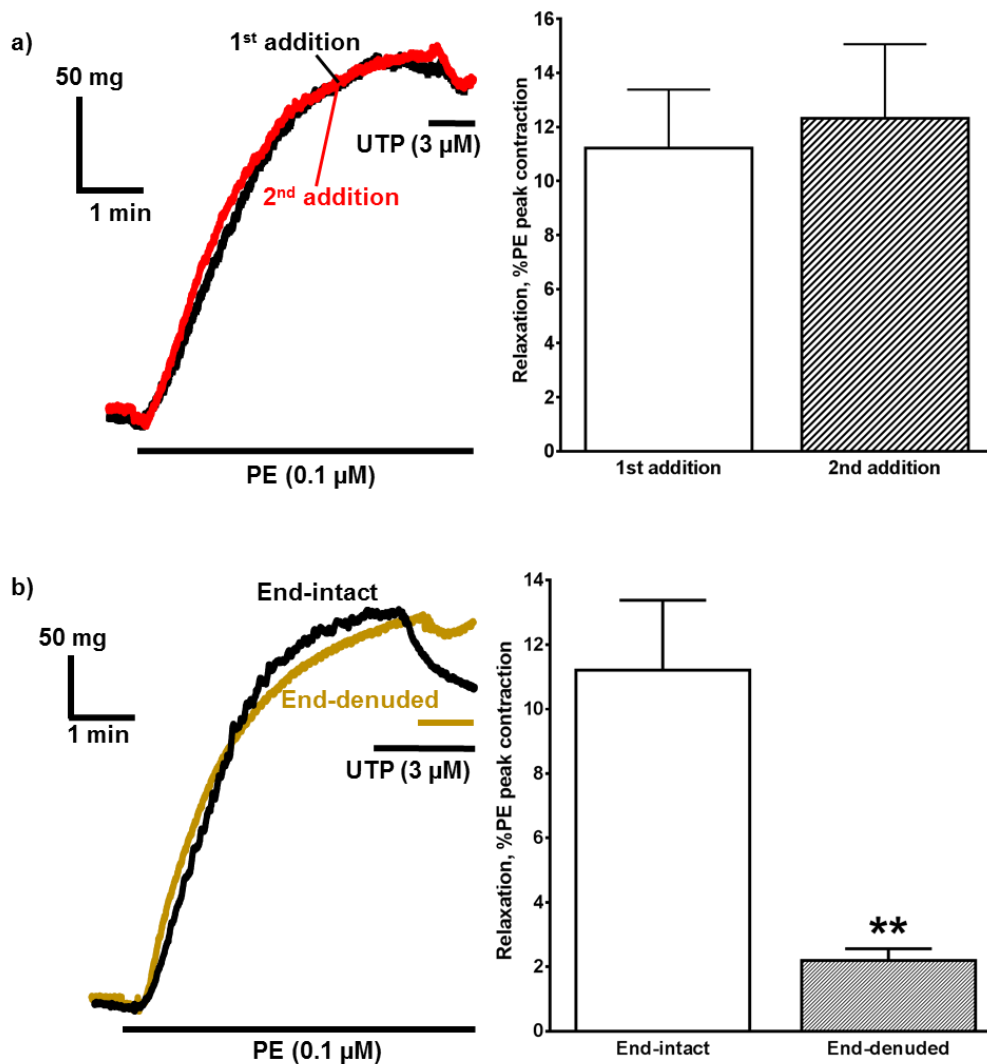 a)
50 mg
1 min
1st addition
2nd addition
UTP (3 µM)
PE (0.1 µM)
Relaxation, %PE peak contraction
16
14
12
10
8
6
4
2
0
1st addition
2nd addition
b)
50 mg
1 min
End-intact
End-denuded
UTP (3 µM)
PE (0.1 µM)
Relaxation, %PE peak contraction
14
12
10
8
6
4
2
0
**
End-intact
End-denuded